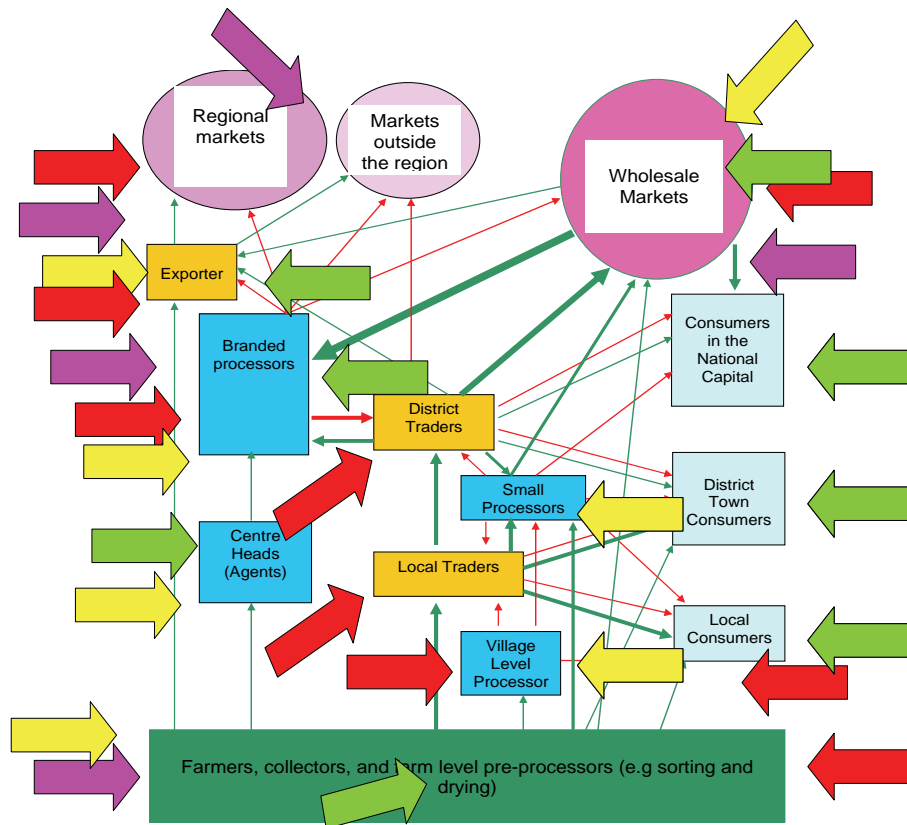 Regional
markets
Markets
outside
the region
Wholesale
Markets
Exporter
Branded
processors
Consumers
in the
National
Capital
District
Traders
Small
Processors
District
Town
Consumers
Centre
Heads
(Agents)
Local Traders
Local
Consumers
Village
Level
Processor
Farmers, collectors, and level pre-processors (e.g sorting and
drying)